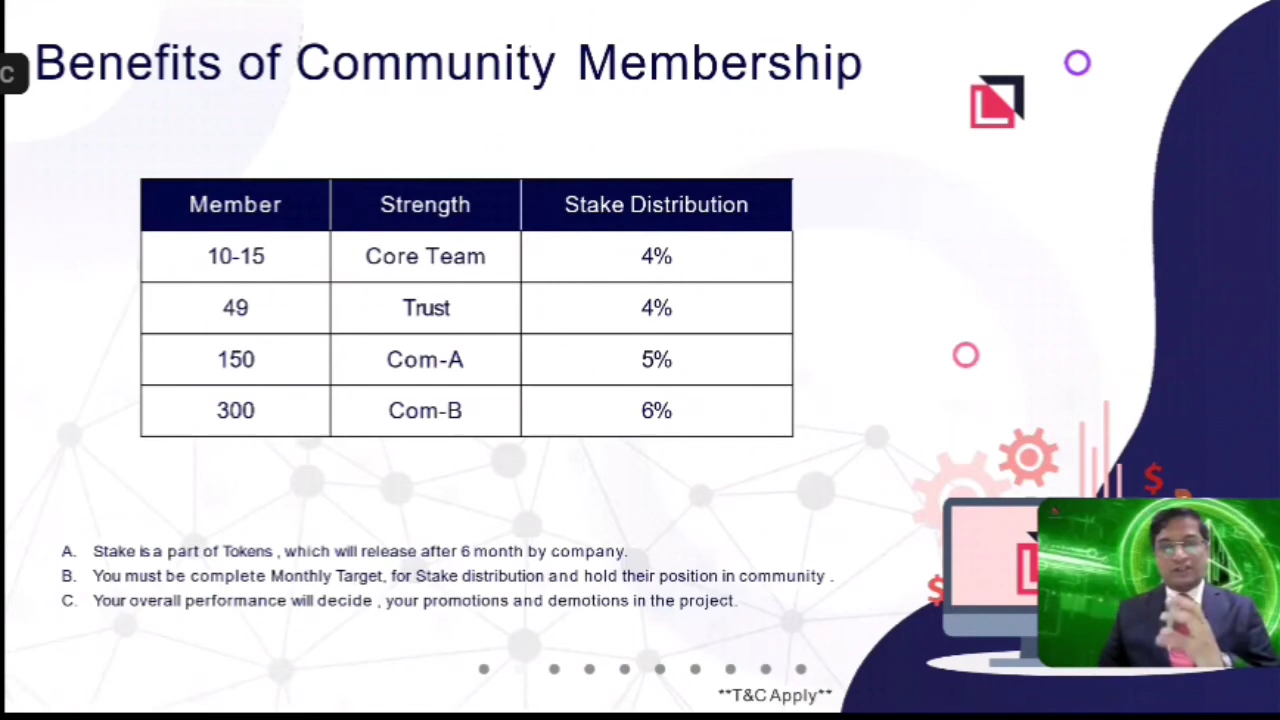 C
Benefits of Community Membership
Member Strength Stake Distribution
10-15 Core Team 4%
49 Trust 4%
150 Com-A 5%
300 Com-B 6%
$
$
A. Stake is a part of Tokens , which will release after 6 month by company.
B. You must be complete Monthly Target, for Stake distribution and hold their position in community .
C. Your overall performance will decide , your promotions and demotions in the project.
**T&C Apply**